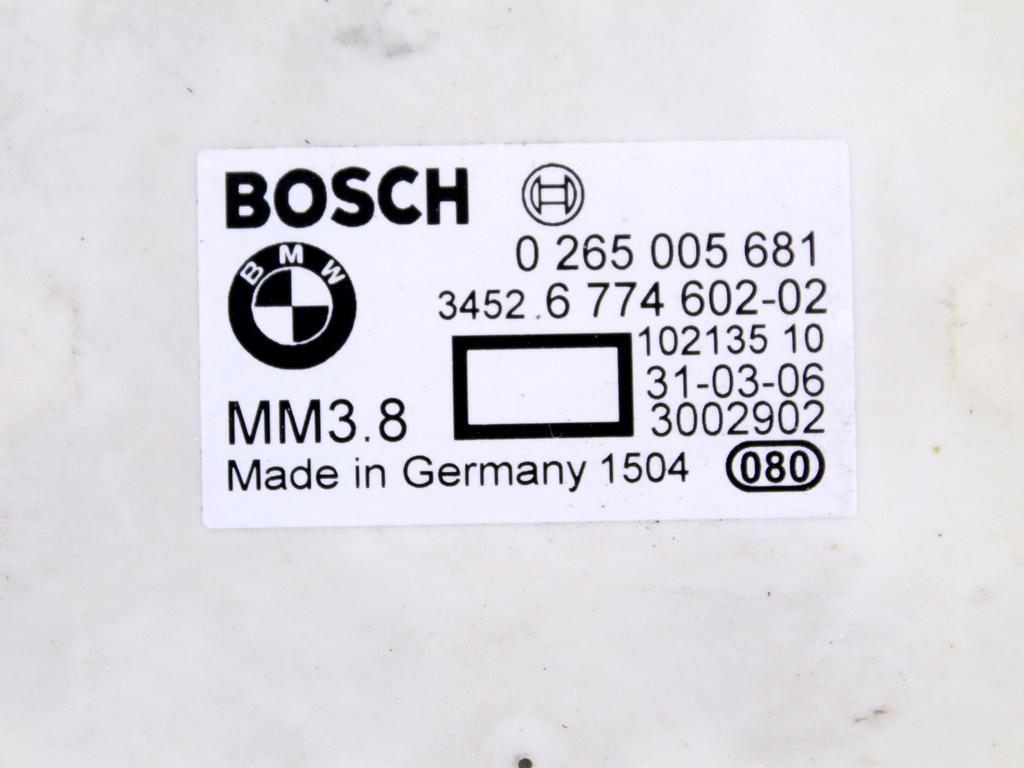 BOSCH
BMW
0 265 005 681
3452 6 774 602-02
102135 10
31-03-06
3002902
MM3.8
Made in Germany 1504
080